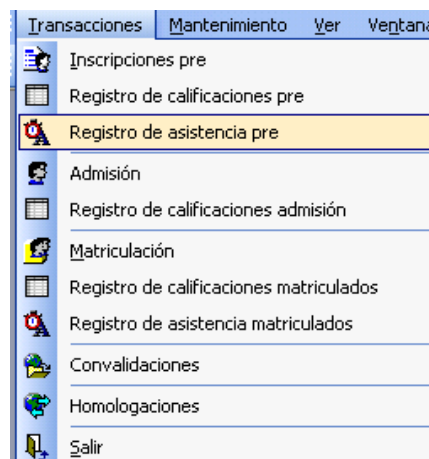 Transacciones Mantenimiento Ver Ventana
Inscripciones pre
Registro de calificaciones pre
Registro de asistencia pre
Admisión
Registro de calificaciones admisión
Matriculación
Registro de calificaciones matriculados
Registro de asistencia matriculados
Convalidaciones
Homologaciones
Salir